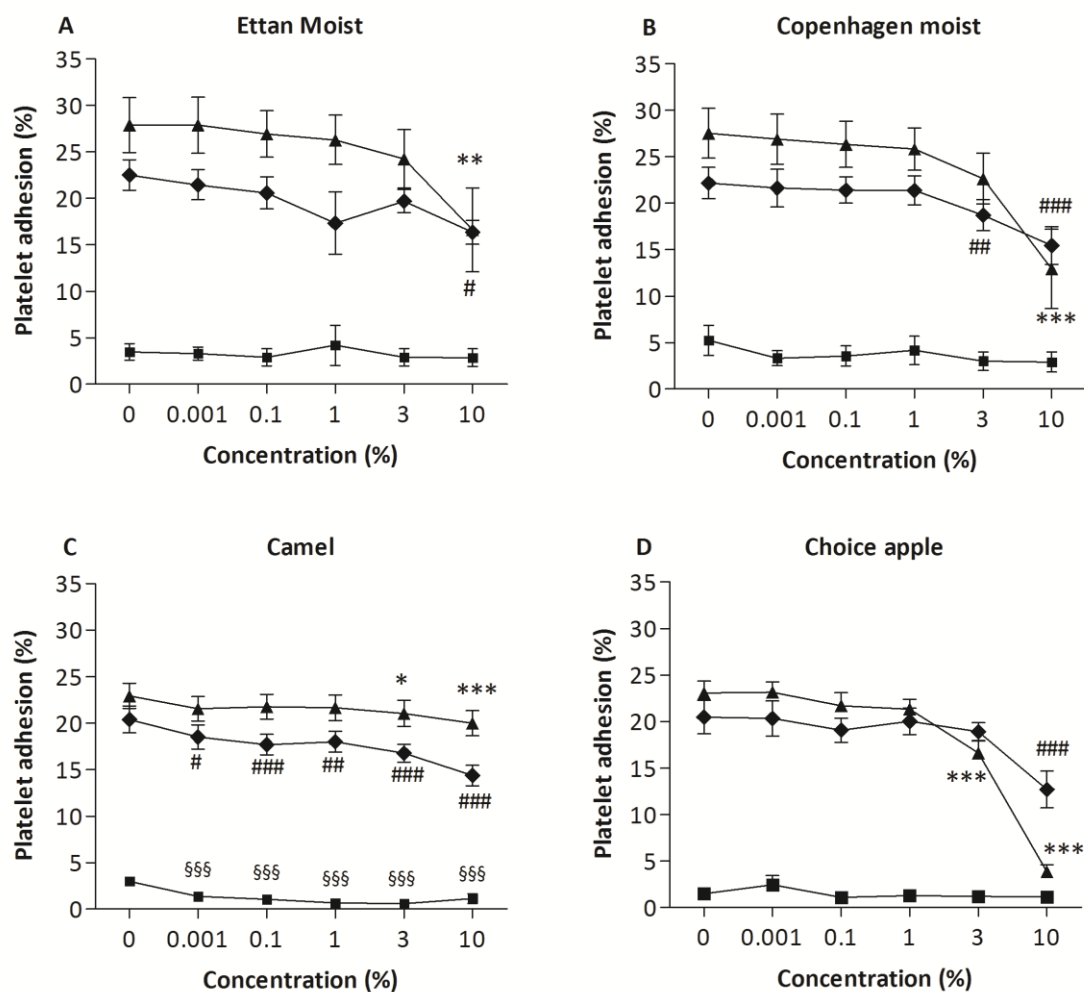 A Ettan Moist
Platelet adhesion (%)
35
30
25
20
15
10
5
0
**
#
0 0.001 0.1 1 3 10
Concentration (%)
B Copenhagen moist
Platelet adhesion (%)
35
30
25
20
15
10
5
0
###
##
***
0 0.001 0.1 1 3 10
Concentration (%)
C Camel
Platelet adhesion (%)
35
30
25
20
15
10
5
0
* ***
# ### ## ### ###
§§§ §§§ §§§ §§§ §§§
0 0.001 0.1 1 3 10
Concentration (%)
D Choice apple
Platelet adhesion (%)
35
30
25
20
15
10
5
0
###
***
***
0 0.001 0.1 1 3 10
Concentration (%)